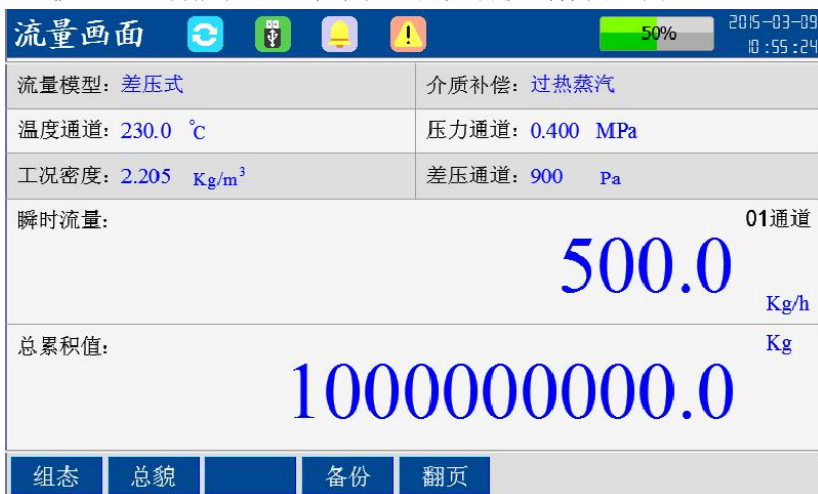 流量画面 50% 2015-03-09
10:55:24
流量模型: 差压式 介质补偿: 过热蒸汽
温度通道: 230.0 ℃ 压力通道: 0.400 MPa
工况密度: 2.205 Kg/m³ 差压通道: 900 Pa
瞬时流量: 01通道
500.0 Kg/h
总累积值: Kg
1000000000.0
组态 总貌 备份 翻页